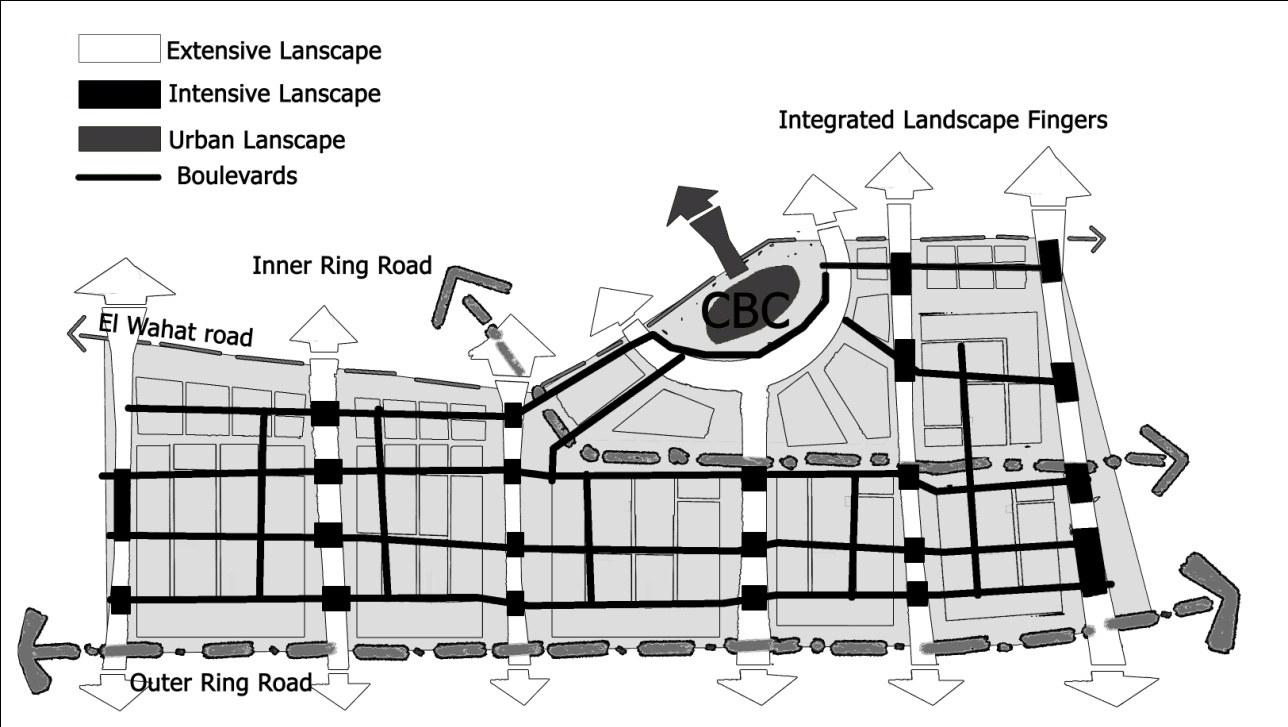 Extensive Lanscape
Intensive Lanscape
Urban Lanscape
Boulevards
Integrated Landscape Fingers
Inner Ring Road
El Wahat road
CBC
Outer Ring Road